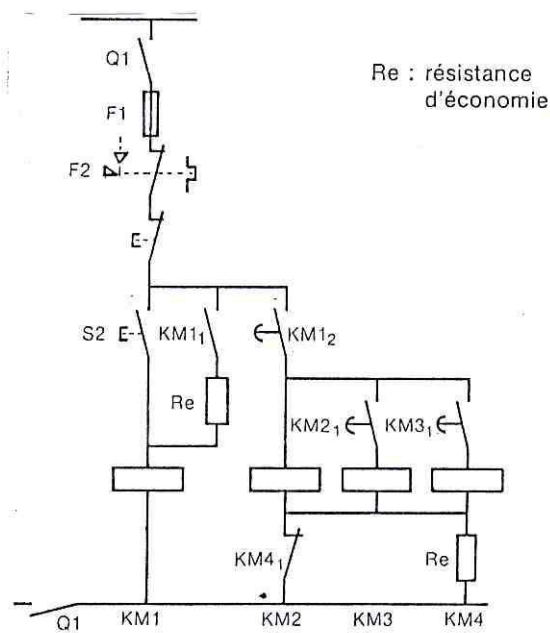 Q1
Re : résistance
d'économie
F1
F2
S2
KM1₁
KM1₂
Re
KM2₁
KM3₁
KM4₁
Re
Q1
KM1
KM2
KM3
KM4